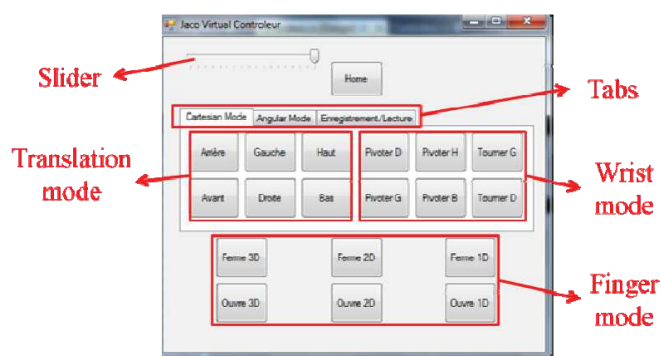 Jaco Virtual Controleur
Slider
Home
Tabs
Cartesian Mode Angular Mode Enregistrement/Lecture
Translation
mode
Arrière Gauche Haut Pivoter D Pivoter H Tourner G
Avant Droite Bas Pivoter G Pivoter B Tourner D
Wrist
mode
Ferme 3D Ferme 2D Ferme 1D
Ouvre 3D Ouvre 2D Ouvre 1D
Finger
mode